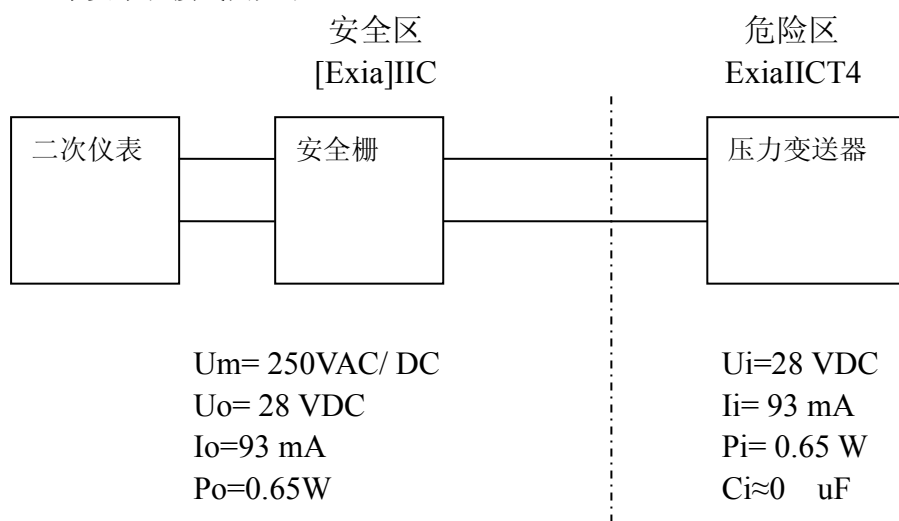 安全区
[Exia]IIC
危险区
ExiaIICT4
二次仪表
安全栅
压力变送器
Um= 250VAC/ DC
Uo= 28 VDC
Io=93 mA
Po=0.65W
Ui=28 VDC
Ii= 93 mA
Pi= 0.65 W
Ci≈0 uF